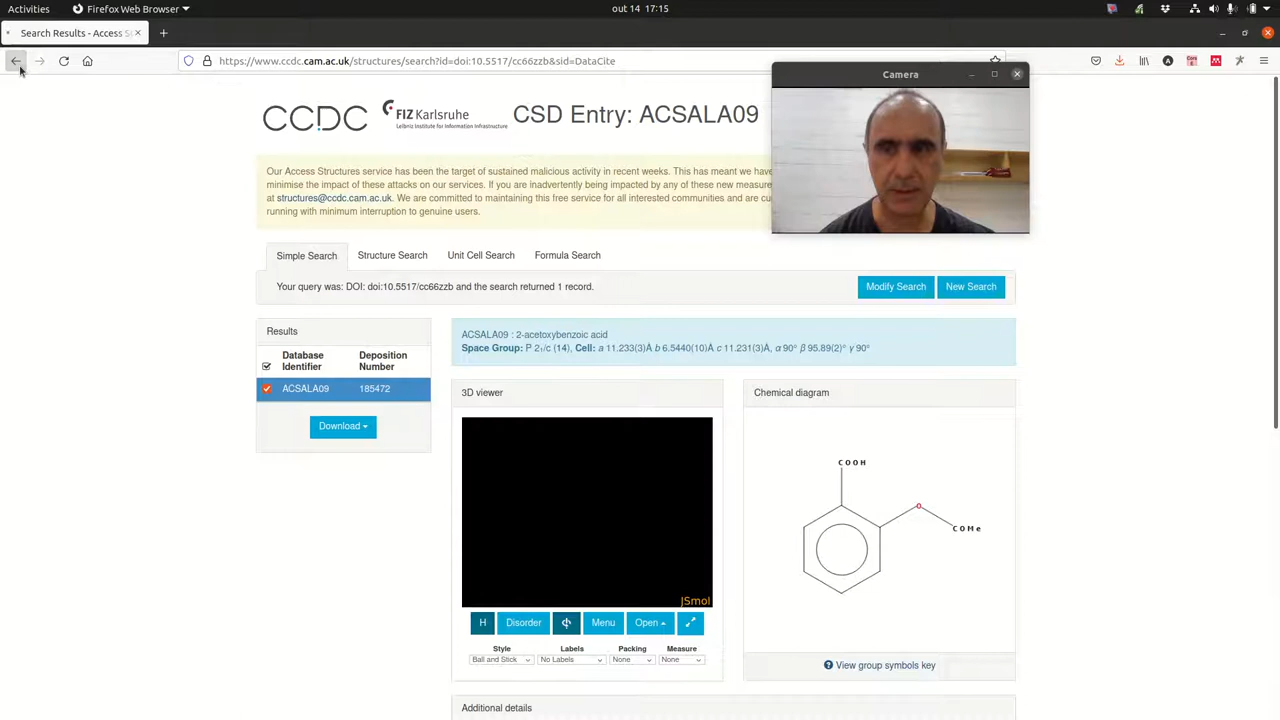 Activities
Firefox Web Browser
out 14 17:15
Search Results - Access S
https://www.ccdc.cam.ac.uk/structures/search?id=doi:10.5517/cc66zzb&sid=DataCite
Camera
CCDC
FIZ Karlsruhe
Leibniz Institute for Information Infrastructure
CSD Entry: ACSALA09
Our Access Structures service has been the target of sustained malicious activity in recent weeks. This has meant we have
minimise the impact of these attacks on our services. If you are inadvertently being impacted by any of these new measure
at structures@ccdc.cam.ac.uk. We are committed to maintaining this free service for all interested communities and are cu
running with minimum interruption to genuine users.
Simple Search
Structure Search
Unit Cell Search
Formula Search
Your query was: DOI: doi:10.5517/cc66zzb and the search returned 1 record.
Modify Search
New Search
Results
Database Identifier
Deposition Number
ACSALA09
185472
Download
ACSALA09 : 2-acetoxybenzoic acid
Space Group: P 2₁/c (14), Cell: a 11.233(3)Å b 6.5440(10)Å c 11.231(3)Å, α 90° β 95.89(2)° γ 90°
3D viewer
JSmol
H
Disorder
Menu
Open
Style
Labels
Packing
Measure
Ball and Stick
No Labels
None
None
Chemical diagram
COOH
O
COMe
View group symbols key
Additional details